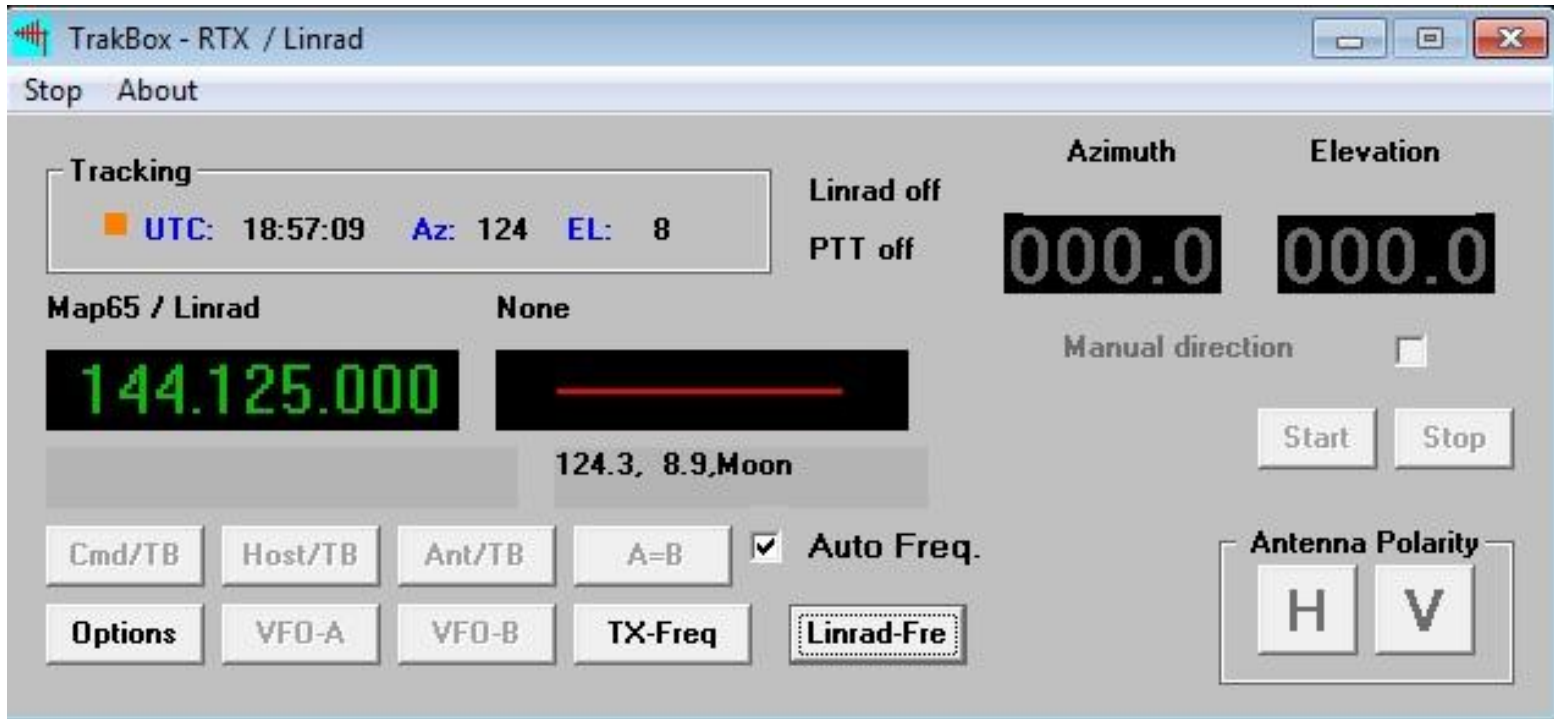 TrakBox - RTX / Linrad
Stop About
Tracking
UTC: 18:57:09 Az: 124 EL: 8
Linrad off
PTT off
Azimuth Elevation
000.0 000.0
Map65 / Linrad None
Manual direction
144.125.000
Start Stop
124.3, 8.9,Moon
Cmd/TB Host/TB Ant/TB A=B Auto Freq.
Antenna Polarity
Options VFO-A VFO-B TX-Freq Linrad-Fre
H V